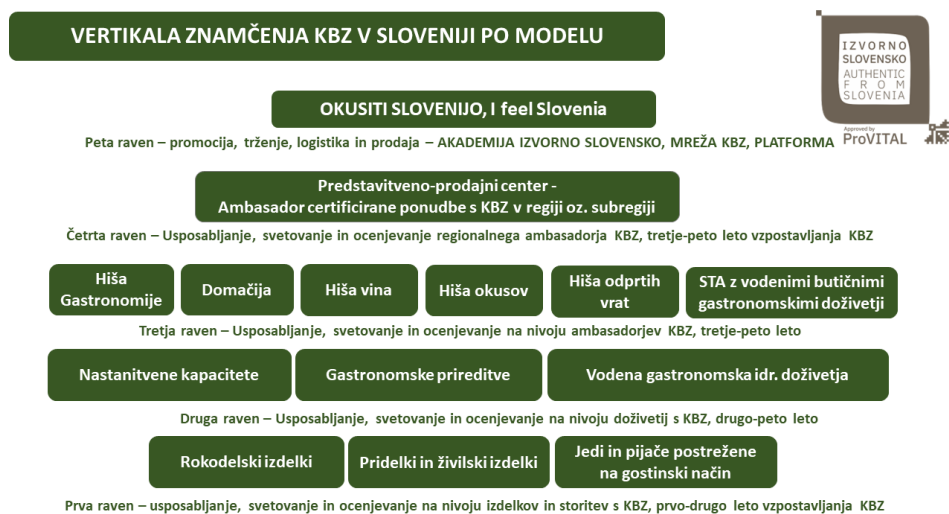 VERTIKALA ZNAMČENJA KBZ V SLOVENIJI PO MODELU
IZVORNO
SLOVENSKO
AUTHENTIC
FROM
SLOVENIA
Approved by
ProVITAL
OKUSITI SLOVENIJO, I feel Slovenia
Peta raven – promocija, trženje, logistika in prodaja – AKADEMIJA IZVORNO SLOVENSKO, MREŽA KBZ, PLATFORMA
Predstavitveno-prodajni center -
Ambasador certificirane ponudbe s KBZ v regiji oz. subregiji
Četrta raven – Usposabljanje, svetovanje in ocenjevanje regionalnega ambasadorja KBZ, tretje-peto leto vzpostavljanja KBZ
Hiša
Gastronomije
Domačija
Hiša vina
Hiša okusov
Hiša odprtih
vrat
STA z vodenimi butičnimi
gastronomskimi doživetji
Tretja raven – Usposabljanje, svetovanje in ocenjevanje na nivoju ambasadorjev KBZ, tretje-peto leto
Nastanitvene kapacitete
Gastronomske prireditve
Vodena gastronomska idr. doživetja
Druga raven – Usposabljanje, svetovanje in ocenjevanje na nivoju doživetij s KBZ, drugo-peto leto
Rokodelski izdelki
Pridelki in živilski izdelki
Jedi in pijače postrežene
na gostinski način
Prva raven – usposabljanje, svetovanje in ocenjevanje na nivoju izdelkov in storitev s KBZ, prvo-drugo leto vzpostavljanja KBZ